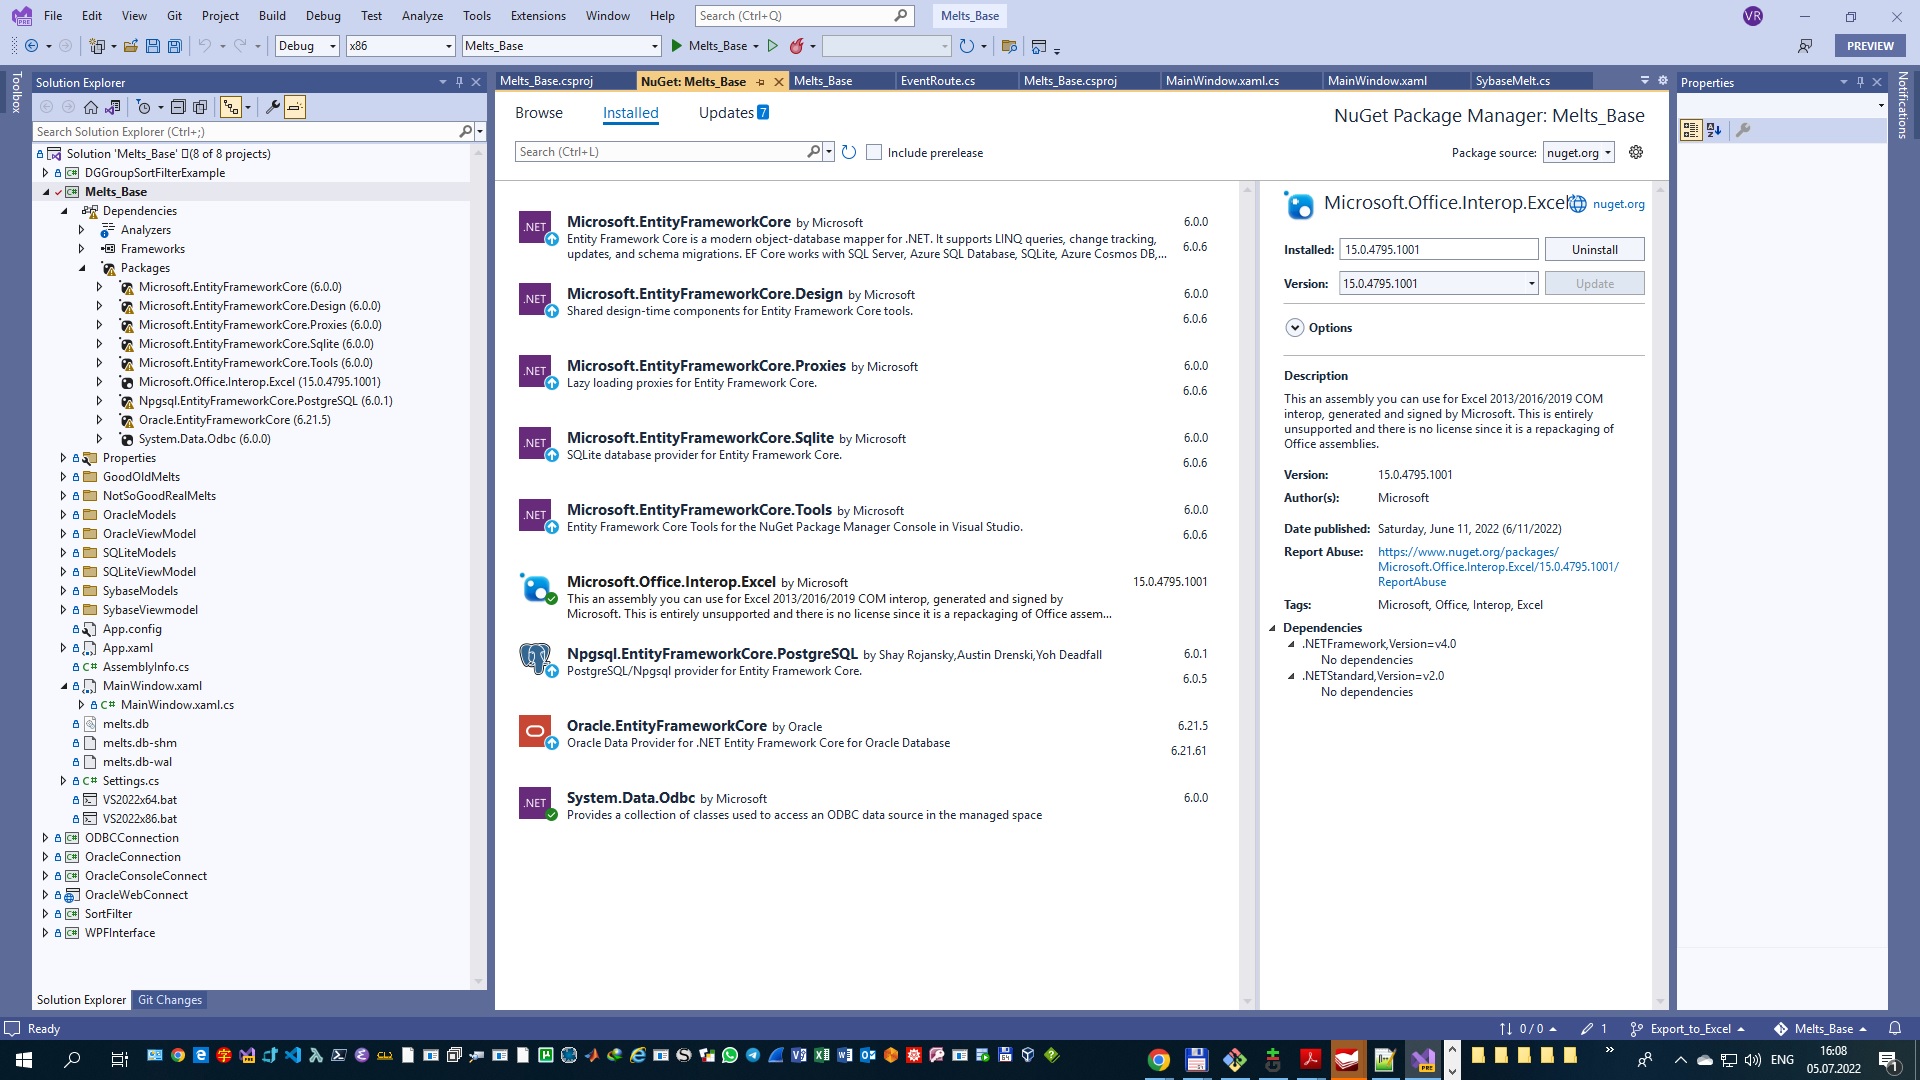 File Edit View Git Project Build Debug Test Analyze Tools Extensions Window Help Search (Ctrl+Q) Melts_Base VR
Debug x86 Melts_Base Melts_Base PREVIEW
Toolbox
Solution Explorer
Search Solution Explorer (Ctrl+;)
Solution 'Melts_Base' (8 of 8 projects)
DGGroupSortFilterExample
Melts_Base
Dependencies
Analyzers
Frameworks
Packages
Microsoft.EntityFrameworkCore (6.0.0)
Microsoft.EntityFrameworkCore.Design (6.0.0)
Microsoft.EntityFrameworkCore.Proxies (6.0.0)
Microsoft.EntityFrameworkCore.Sqlite (6.0.0)
Microsoft.EntityFrameworkCore.Tools (6.0.0)
Microsoft.Office.Interop.Excel (15.0.4795.1001)
Npgsql.EntityFrameworkCore.PostgreSQL (6.0.1)
Oracle.EntityFrameworkCore (6.21.5)
System.Data.Odbc (6.0.0)
Properties
GoodOldMelts
NotSoGoodRealMelts
OracleModels
OracleViewModel
SQLiteModels
SQLiteViewModel
SybaseModels
SybaseViewmodel
App.config
App.xaml
C# AssemblyInfo.cs
MainWindow.xaml
C# MainWindow.xaml.cs
melts.db
melts.db-shm
melts.db-wal
C# Settings.cs
VS2022x64.bat
VS2022x86.bat
ODBCConnection
OracleConnection
OracleConsoleConnect
OracleWebConnect
SortFilter
WPFInterface
Solution Explorer Git Changes
Melts_Base.csproj NuGet: Melts_Base Melts_Base EventRoute.cs Melts_Base.csproj MainWindow.xaml.cs MainWindow.xaml SybaseMelt.cs
Browse Installed Updates 7
NuGet Package Manager: Melts_Base
Search (Ctrl+L) Include prerelease
Package source: nuget.org
.NET Microsoft.EntityFrameworkCore by Microsoft 6.0.0
Entity Framework Core is a modern object-database mapper for .NET. It supports LINQ queries, change tracking, 6.0.6
updates, and schema migrations. EF Core works with SQL Server, Azure SQL Database, SQLite, Azure Cosmos DB,...
.NET Microsoft.EntityFrameworkCore.Design by Microsoft 6.0.0
Shared design-time components for Entity Framework Core tools. 6.0.6
.NET Microsoft.EntityFrameworkCore.Proxies by Microsoft 6.0.0
Lazy loading proxies for Entity Framework Core. 6.0.6
.NET Microsoft.EntityFrameworkCore.Sqlite by Microsoft 6.0.0
SQLite database provider for Entity Framework Core. 6.0.6
.NET Microsoft.EntityFrameworkCore.Tools by Microsoft 6.0.0
Entity Framework Core Tools for the NuGet Package Manager Console in Visual Studio. 6.0.6
Microsoft.Office.Interop.Excel by Microsoft 15.0.4795.1001
This an assembly you can use for Excel 2013/2016/2019 COM interop, generated and signed by
Microsoft. This is entirely unsupported and there is no license since it is a repackaging of Office assem...
Npgsql.EntityFrameworkCore.PostgreSQL by Shay Rojansky,Austin Drenski,Yoh Deadfall 6.0.1
PostgreSQL/Npgsql provider for Entity Framework Core. 6.0.5
Oracle.EntityFrameworkCore by Oracle 6.21.5
Oracle Data Provider for .NET Entity Framework Core for Oracle Database 6.21.61
.NET System.Data.Odbc by Microsoft 6.0.0
Provides a collection of classes used to access an ODBC data source in the managed space
Microsoft.Office.Interop.Excel nuget.org
Installed: 15.0.4795.1001 Uninstall
Version: 15.0.4795.1001 Update
Options
Description
This an assembly you can use for Excel 2013/2016/2019 COM
interop, generated and signed by Microsoft. This is entirely
unsupported and there is no license since it is a repackaging of
Office assemblies.
Version: 15.0.4795.1001
Author(s): Microsoft
Date published: Saturday, June 11, 2022 (6/11/2022)
Report Abuse: https://www.nuget.org/packages/
Microsoft.Office.Interop.Excel/15.0.4795.1001/
ReportAbuse
Tags: Microsoft, Office, Interop, Excel
Dependencies
.NETFramework,Version=v4.0
No dependencies
.NETStandard,Version=v2.0
No dependencies
Properties
Notifications
Ready 0 / 0 1 Export_to_Excel Melts_Base
ENG
16:08
05.07.2022
1